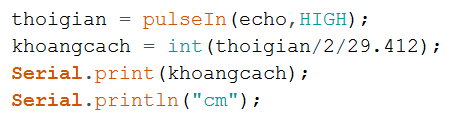 thoigian = pulseIn(echo,HIGH);
khoangcach = int(thoigian/2/29.412);
Serial.print(khoangcach);
Serial.println("cm");